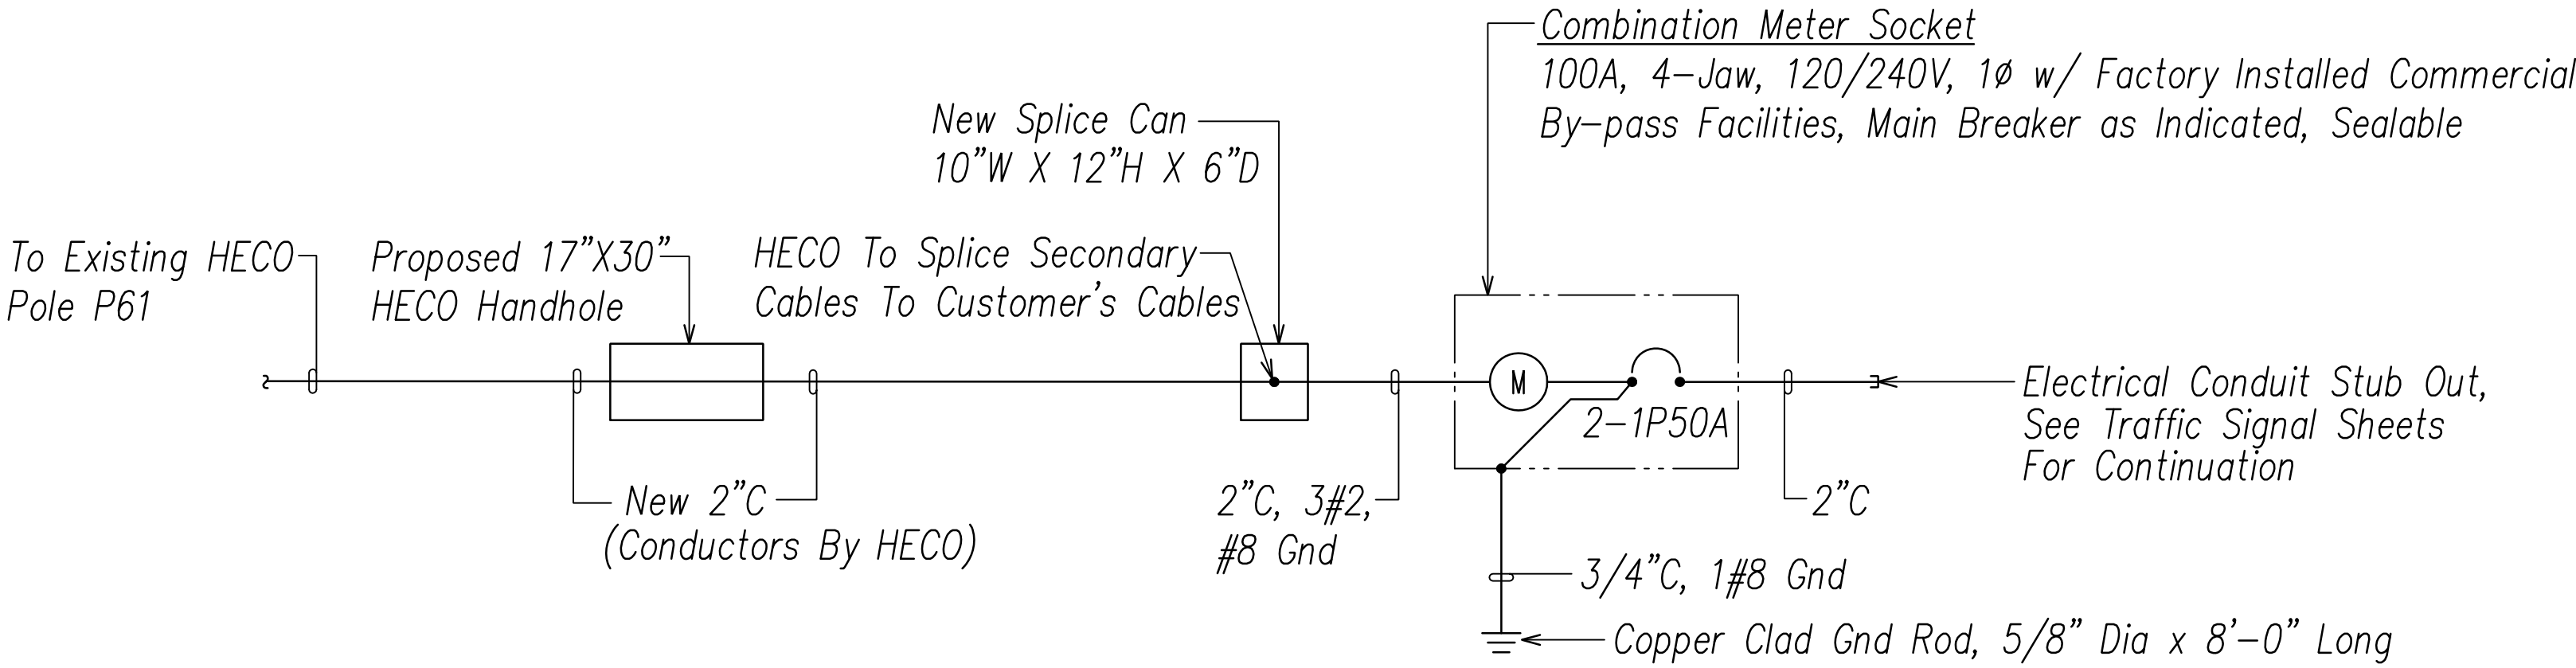 Combination Meter Socket
100A, 4-Jaw, 120/240V, 1ø w/ Factory Installed Commercial
By-pass Facilities, Main Breaker as Indicated, Sealable
New Splice Can
10"W X 12"H X 6"D
To Existing HECO
Pole P61
Proposed 17"X30"
HECO Handhole
HECO To Splice Secondary
Cables To Customer's Cables
M
2-1P50A
Electrical Conduit Stub Out,
See Traffic Signal Sheets
For Continuation
New 2"C
(Conductors By HECO)
2"C, 3#2,
#8 Gnd
2"C
3/4"C, 1#8 Gnd
Copper Clad Gnd Rod, 5/8" Dia x 8'-0" Long